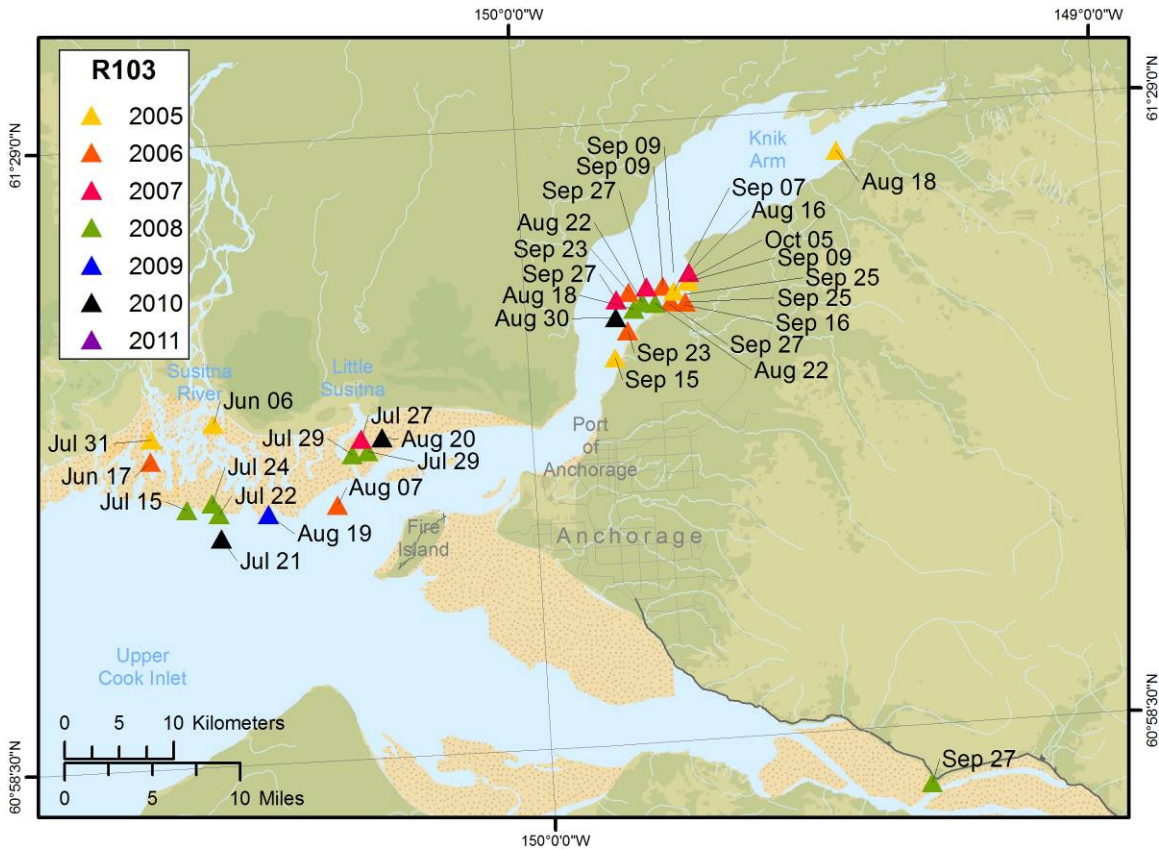 150°0'0"W
149°0'0"W
R103
2005
2006
2007
2008
2009
2010
2011
61°29'0"N
61°29'0"N
Knik
Arm
Sep 09
Sep 09
Sep 27
Aug 22
Sep 23
Sep 27
Aug 18
Aug 30
Sep 07
Aug 16
Oct 05
Sep 09
Sep 25
Sep 25
Sep 16
Sep 27
Aug 22
Sep 23
Sep 15
Aug 18
Susitna
River
Little
Susitna
Jun 06
Jul 31
Jun 17
Jul 15
Jul 24
Jul 22
Jul 21
Jul 29
Jul 27
Aug 20
Jul 29
Aug 07
Aug 19
Port
of
Anchorage
Fire
Island
Anchorage
Upper
Cook Inlet
0 5 10 Kilometers
0 5 10 Miles
Sep 27
60°58'30"N
60°58'30"N
150°0'0"W